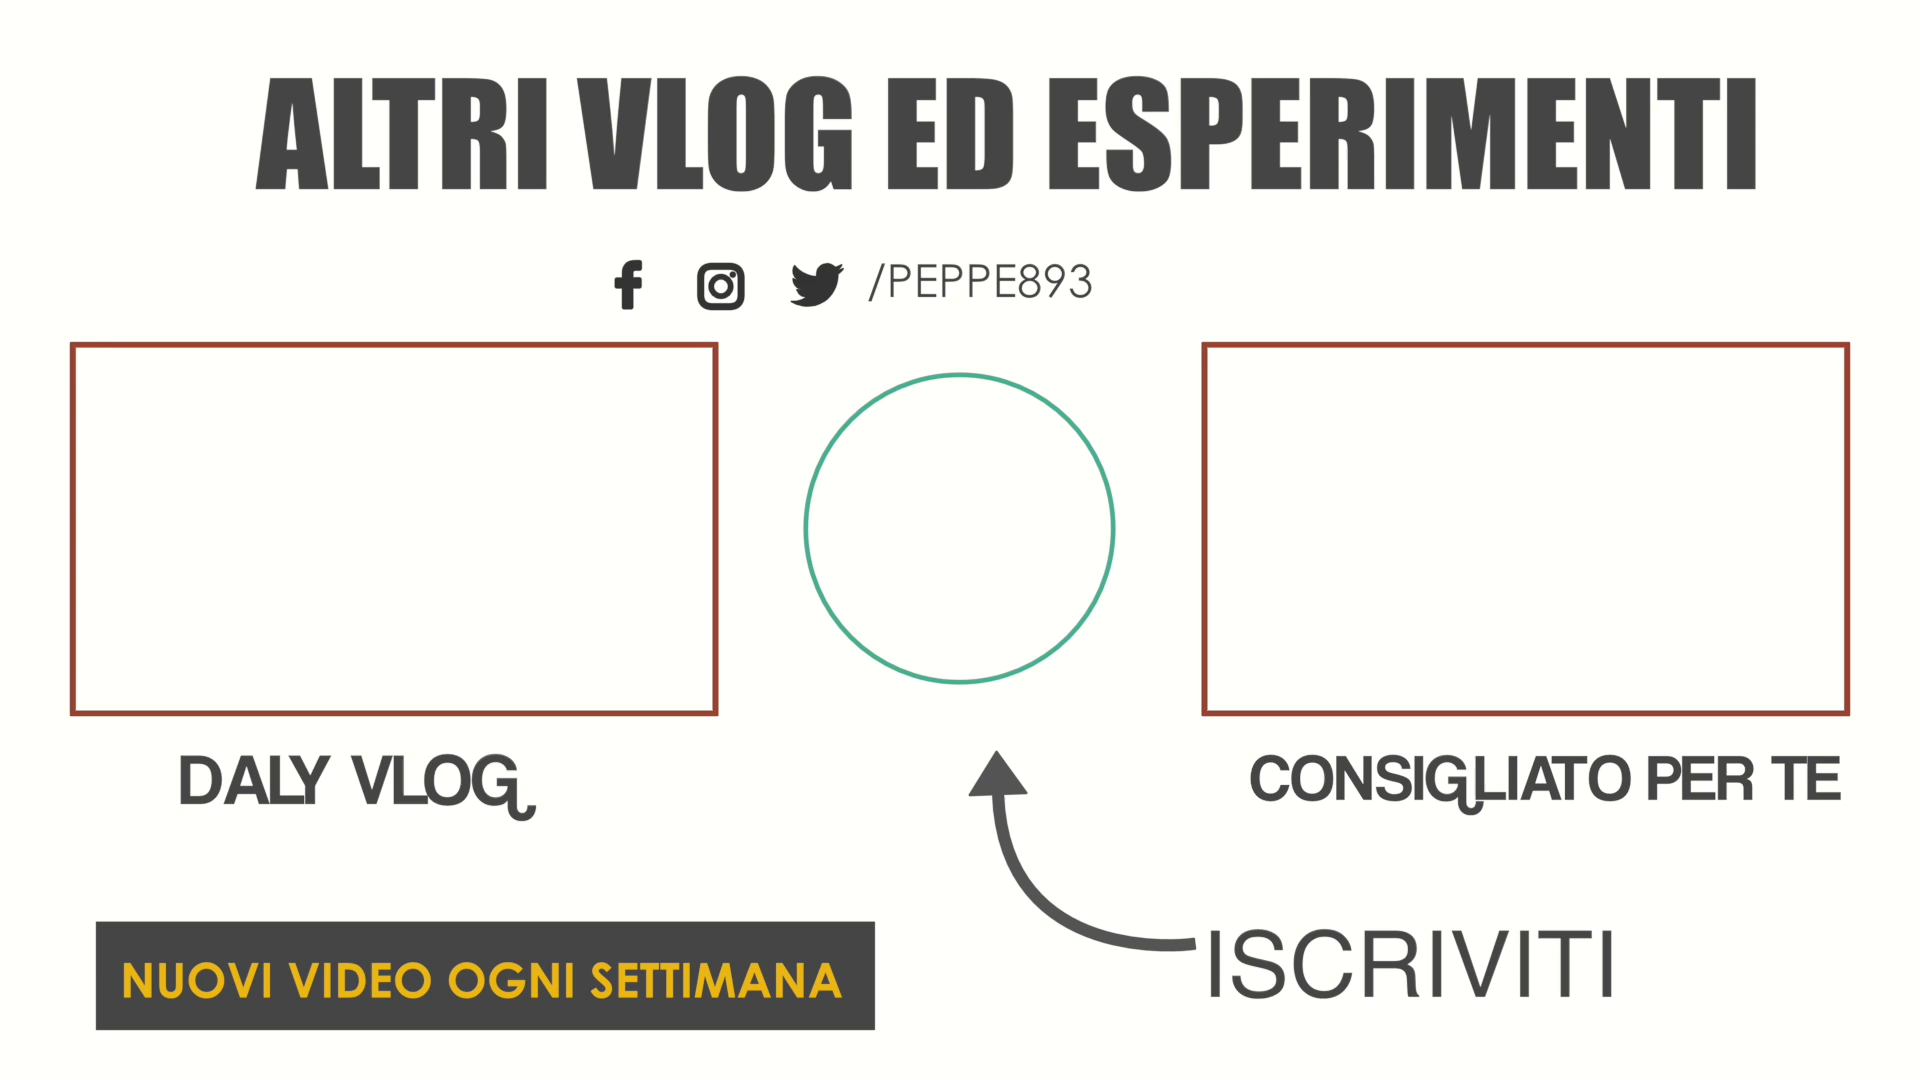 ALTRI VLOG ED ESPERIMENTI
/PEPPE893
DALY VLOG
CONSIGLIATO PER TE
ISCRIVITI
NUOVI VIDEO OGNI SETTIMANA